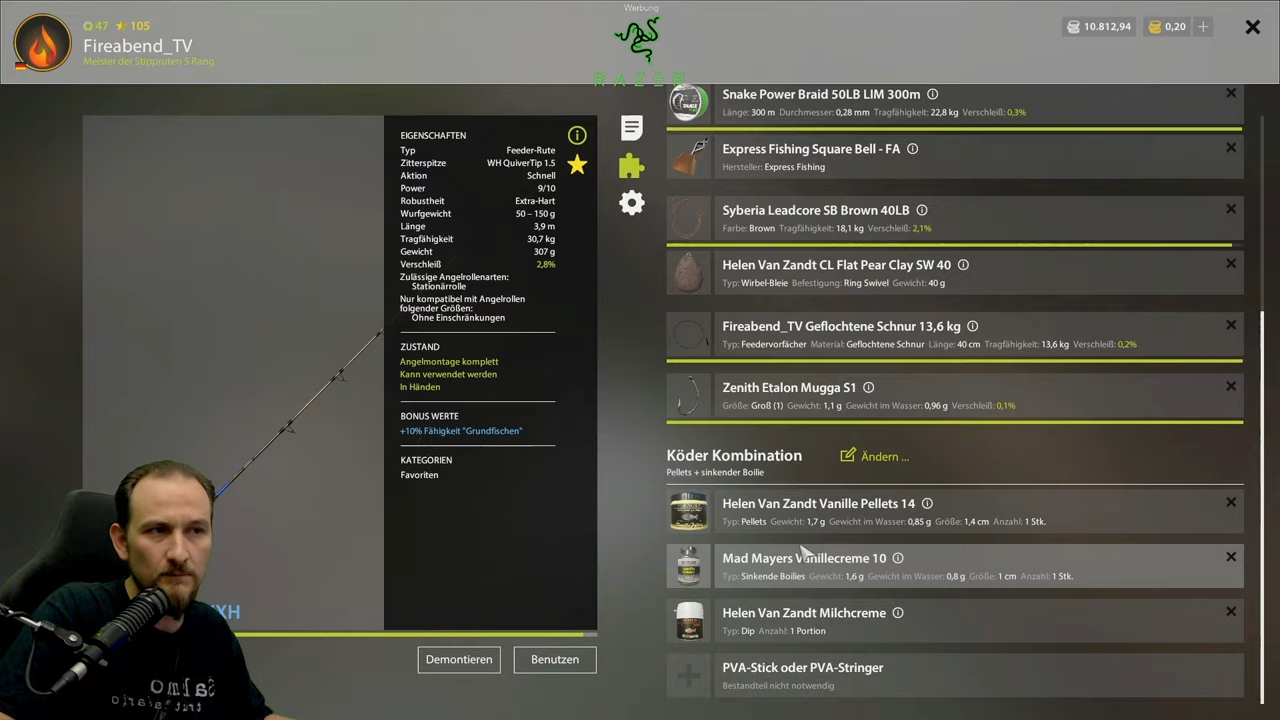 Werbung
47 105
Fireabend_TV
Meister der Stippruten 5 Rang
RAZER
10.812,94
0,20
EIGENSCHAFTEN
Typ Feeder-Rute
Zitterspitze WH QuiverTip 1.5
Aktion Schnell
Power 9/10
Robustheit Extra-Hart
Wurfgewicht 50 – 150 g
Länge 3,9 m
Tragfähigkeit 30,7 kg
Gewicht 307 g
Verschleiß 2,8%
Zulässige Angelrollenarten:
Stationärrolle
Nur kompatibel mit Angelrollen
folgender Größen:
Ohne Einschränkungen
ZUSTAND
Angelmontage komplett
Kann verwendet werden
In Händen
BONUS WERTE
+10% Fähigkeit "Grundfischen"
KATEGORIEN
Favoriten
Demontieren
Benutzen
Snake Power Braid 50LB LIM 300m
Länge: 300 m Durchmesser: 0,28 mm Tragfähigkeit: 22,8 kg Verschleiß: 0,3%
Express Fishing Square Bell - FA
Hersteller: Express Fishing
Syberia Leadcore SB Brown 40LB
Farbe: Brown Tragfähigkeit: 18,1 kg Verschleiß: 2,1%
Helen Van Zandt CL Flat Pear Clay SW 40
Typ: Wirbel-Bleie Befestigung: Ring Swivel Gewicht: 40 g
Fireabend_TV Geflochtene Schnur 13,6 kg
Typ: Feedervorfächer Material: Geflochtene Schnur Länge: 40 cm Tragfähigkeit: 13,6 kg Verschleiß: 0,2%
Zenith Etalon Mugga S1
Größe: Groß (1) Gewicht: 1,1 g Gewicht im Wasser: 0,96 g Verschleiß: 0,1%
Köder Kombination
Ändern ...
Pellets + sinkender Boilie
Helen Van Zandt Vanille Pellets 14
Typ: Pellets Gewicht: 1,7 g Gewicht im Wasser: 0,85 g Größe: 1,4 cm Anzahl: 1 Stk.
Mad Mayers Vanillecreme 10
Typ: Sinkende Boilies Gewicht: 1,6 g Gewicht im Wasser: 0,8 g Größe: 1 cm Anzahl: 1 Stk.
Helen Van Zandt Milchcreme
Typ: Dip Anzahl: 1 Portion
PVA-Stick oder PVA-Stringer
Bestandteil nicht notwendig